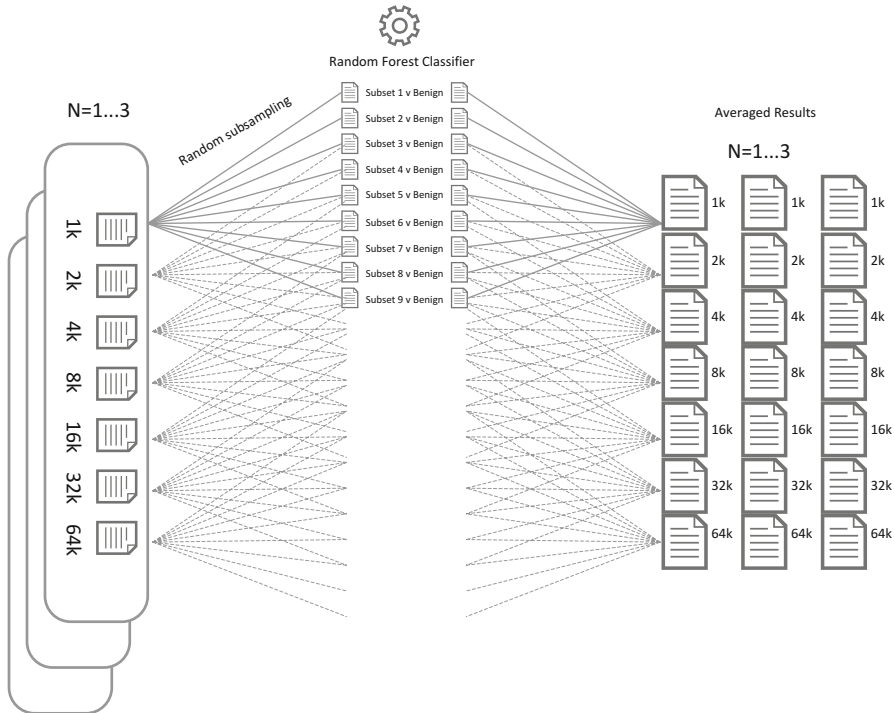 Random Forest Classifier
N=1...3
Random subsampling
Subset 1 v Benign
Subset 2 v Benign
Subset 3 v Benign
Subset 4 v Benign
Subset 5 v Benign
Subset 6 v Benign
Subset 7 v Benign
Subset 8 v Benign
Subset 9 v Benign
1k
2k
4k
8k
16k
32k
64k
Averaged Results
N=1...3
1k 1k 1k
2k 2k 2k
4k 4k 4k
8k 8k 8k
16k 16k 16k
32k 32k 32k
64k 64k 64k